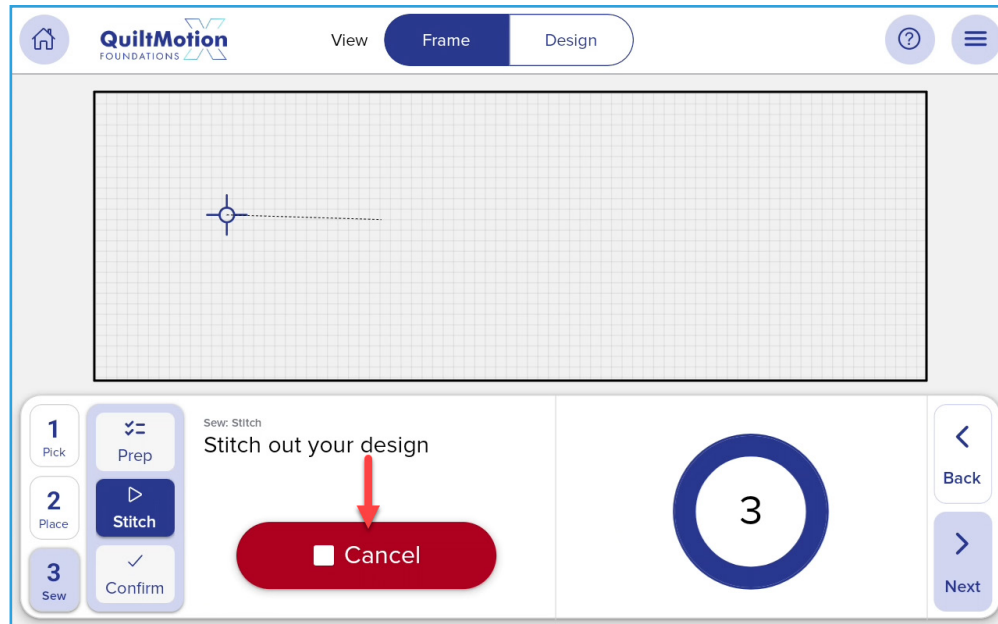 QuiltMotion
FOUNDATIONS
View
Frame
Design
?
1
Pick
2
Place
3
Sew
Prep
Stitch
Confirm
Sew: Stitch
Stitch out your design
Cancel
3
Back
Next